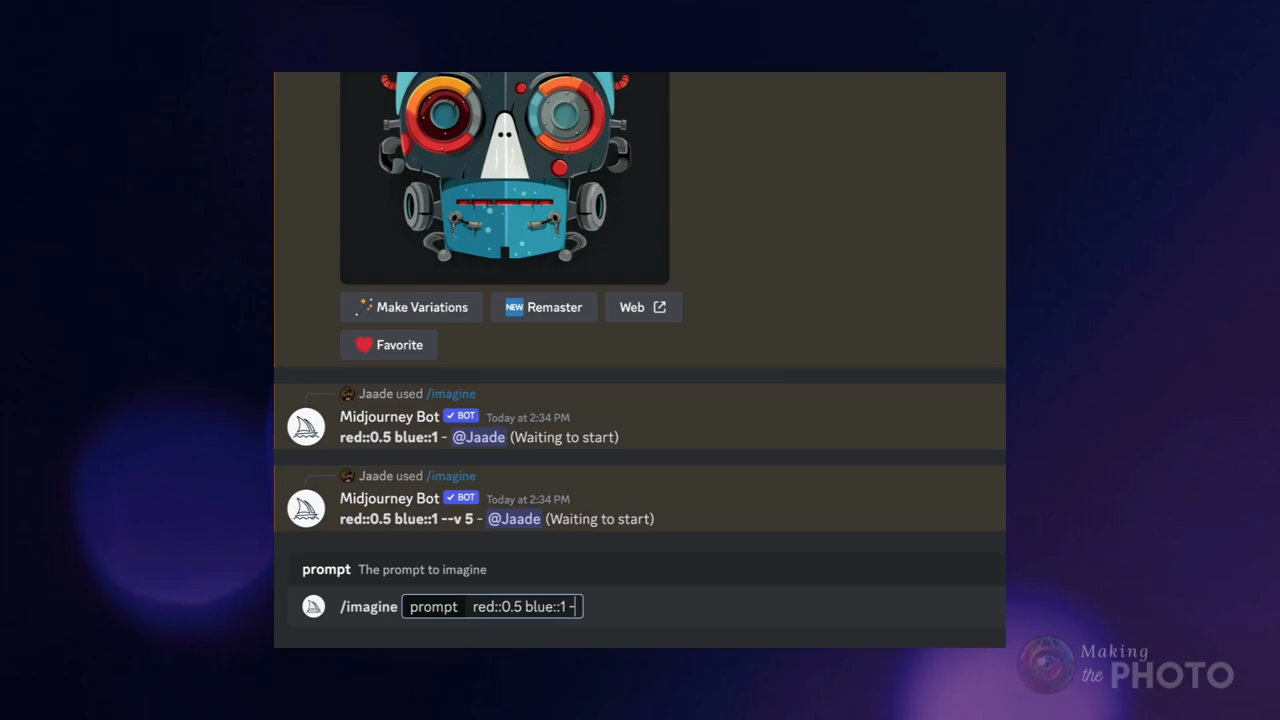 Make Variations NEW Remaster Web
Favorite
Jaade used /imagine
Midjourney Bot BOT Today at 2:34 PM
red::0.5 blue::1 - @Jaade (Waiting to start)
Jaade used /imagine
Midjourney Bot BOT Today at 2:34 PM
red::0.5 blue::1 --v 5 - @Jaade (Waiting to start)
prompt The prompt to imagine
/imagine prompt red::0.5 blue::1 -
Making
the PHOTO